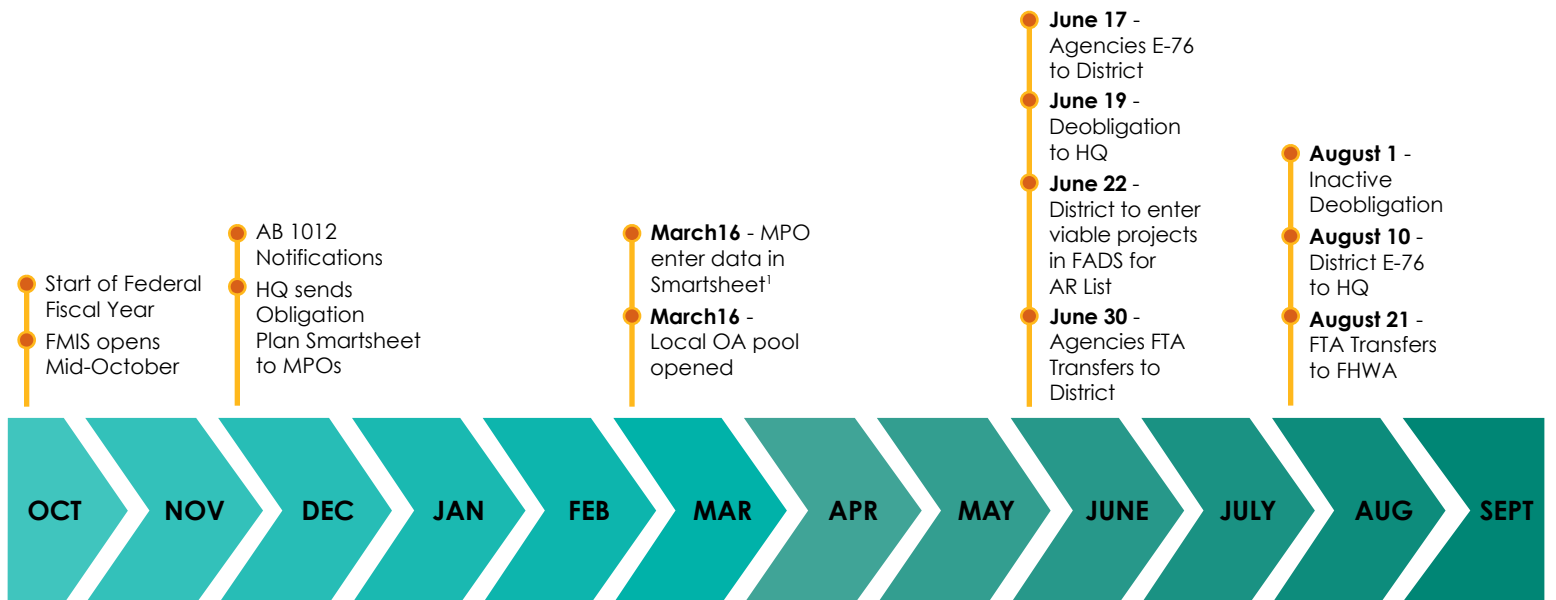 Start of Federal
Fiscal Year
FMIS opens
Mid-October
AB 1012
Notifications
HQ sends
Obligation
Plan Smartsheet
to MPOs
March16 - MPO
enter data in
Smartsheet¹
March16 -
Local OA pool
opened
June 17 -
Agencies E-76
to District
June 19 -
Deobligation
to HQ
June 22 -
District to enter
viable projects
in FADS for
AR List
June 30 -
Agencies FTA
Transfers to
District
August 1 -
Inactive
Deobligation
August 10 -
District E-76
to HQ
August 21 -
FTA Transfers
to FHWA
OCT
NOV
DEC
JAN
FEB
MAR
APR
MAY
JUNE
JULY
AUG
SEPT